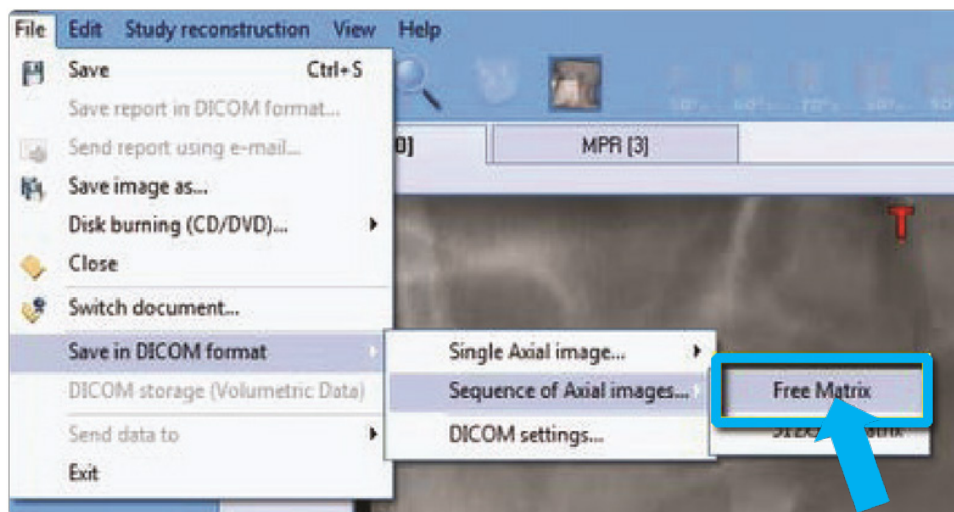 File Edit Study reconstruction View Help
Save Ctrl+S
Save report in DICOM format...
Send report using e-mail...
Save image as...
Disk burning (CD/DVD)...
Close
Switch document...
Save in DICOM format
DICOM storage (Volumetric Data)
Send data to
Exit
0]
MPR [3]
T
Single Axial image...
Sequence of Axial images...
DICOM settings...
Free Matrix